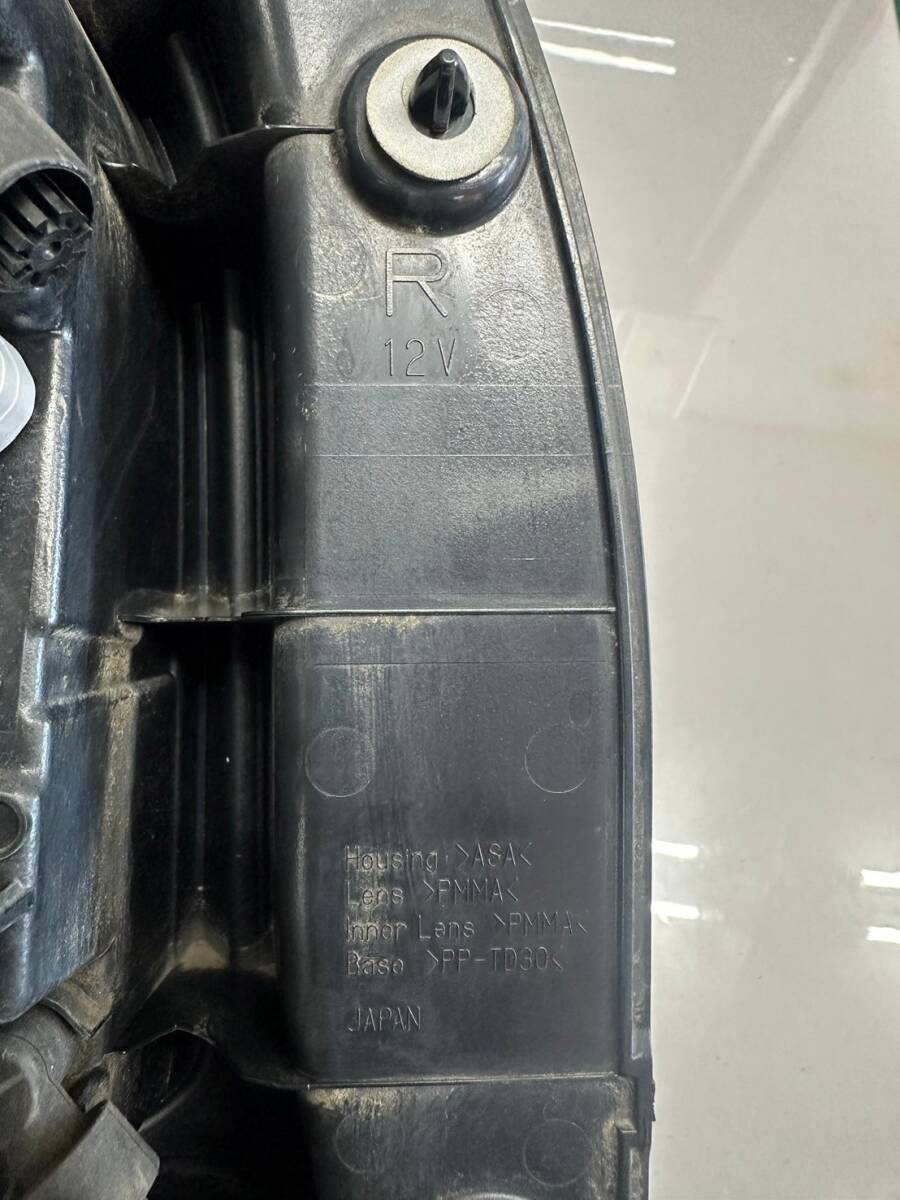 R
12V
Housing >ASA<
Lens >PMMA<
Inner Lens >PMMA<
Base >PP-TD30<
JAPAN